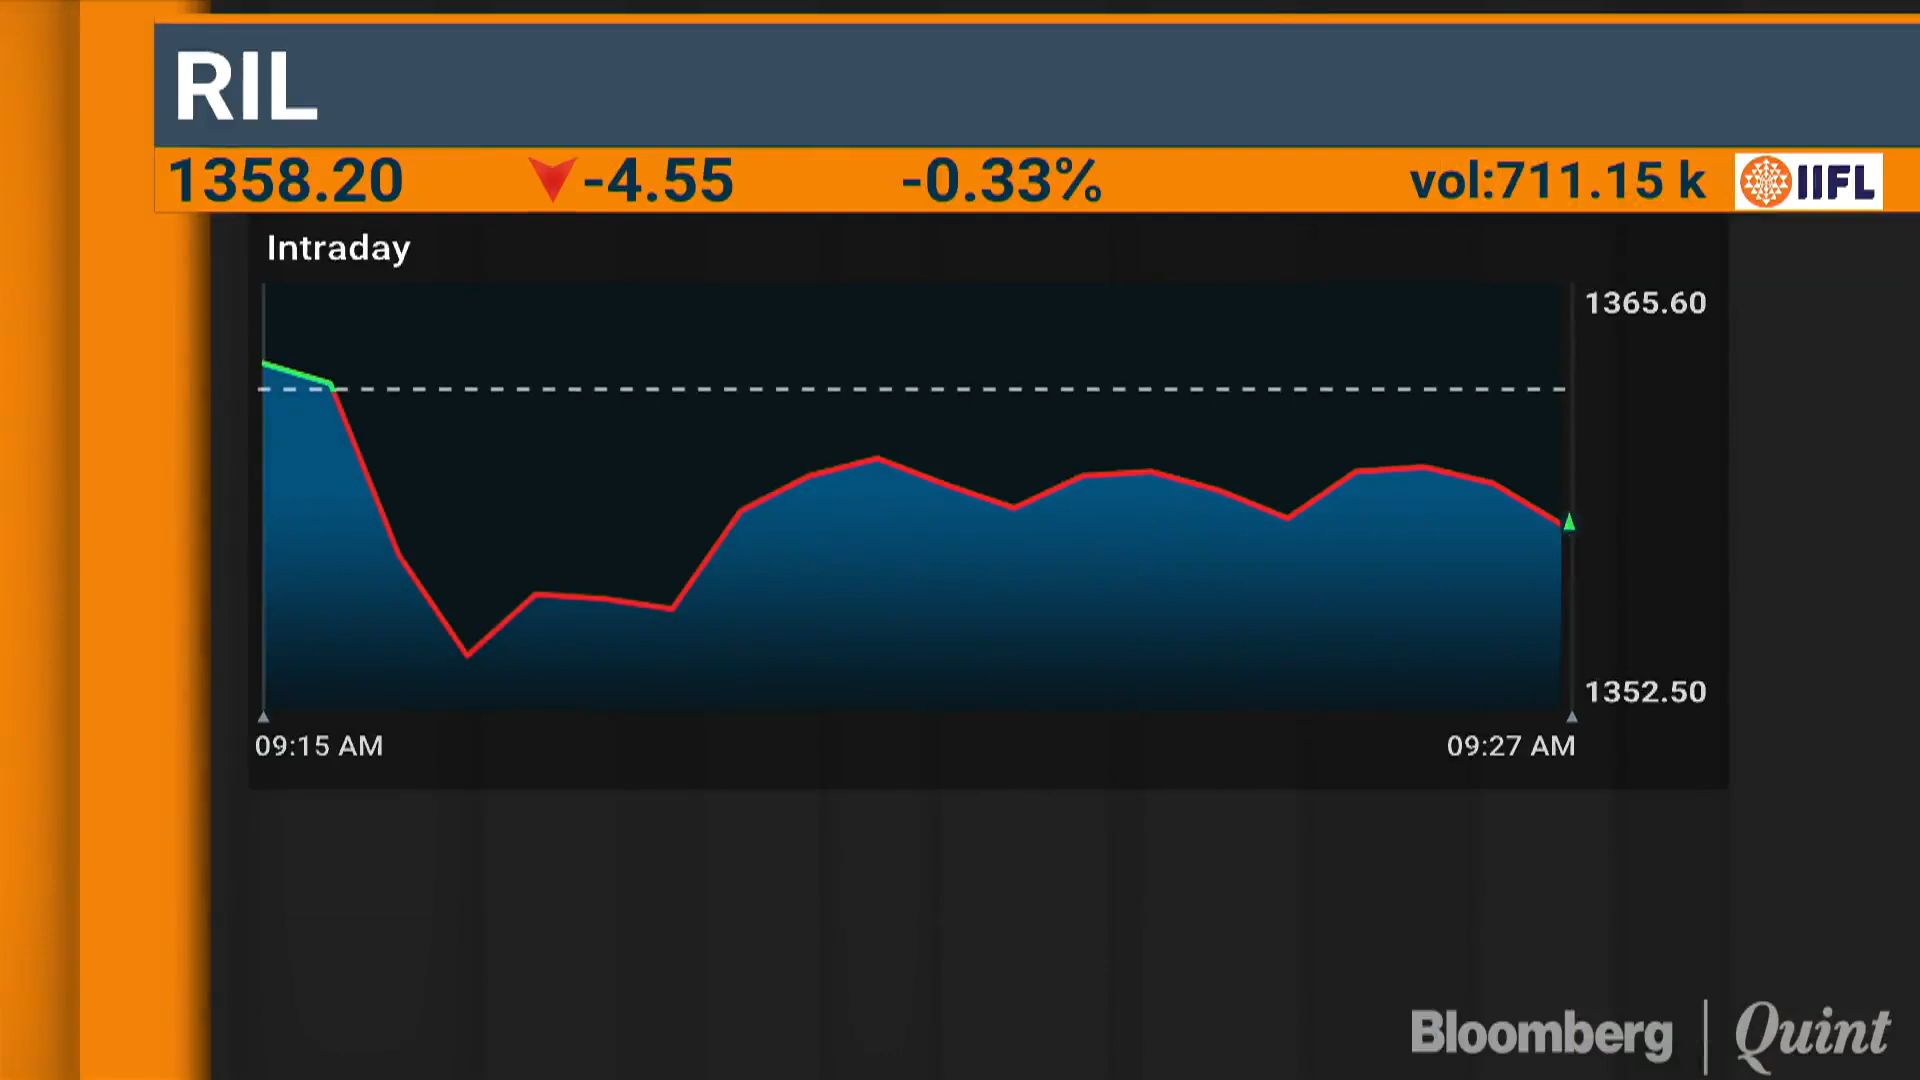 RIL
1358.20 -4.55 -0.33% vol:711.15 k IIFL
Intraday
1365.60
1352.50
09:15 AM 09:27 AM
Bloomberg | Quint